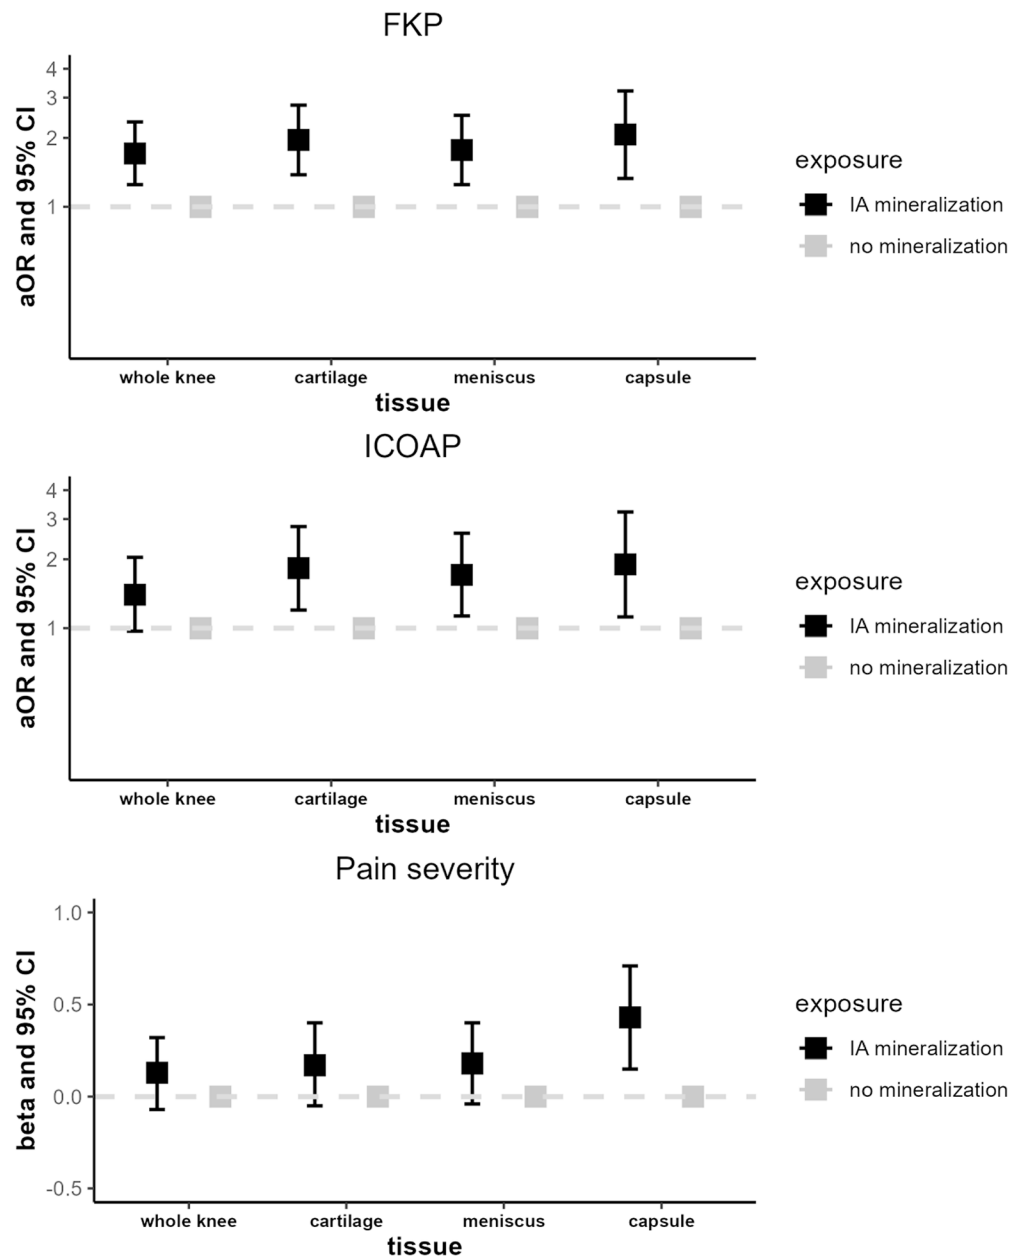 FKP
aOR and 95% CI
4
3
2
1
whole knee cartilage meniscus capsule
tissue
exposure
IA mineralization
no mineralization
ICOAP
aOR and 95% CI
4
3
2
1
whole knee cartilage meniscus capsule
tissue
exposure
IA mineralization
no mineralization
Pain severity
beta and 95% CI
1.0
0.5
0.0
-0.5
whole knee cartilage meniscus capsule
tissue
exposure
IA mineralization
no mineralization